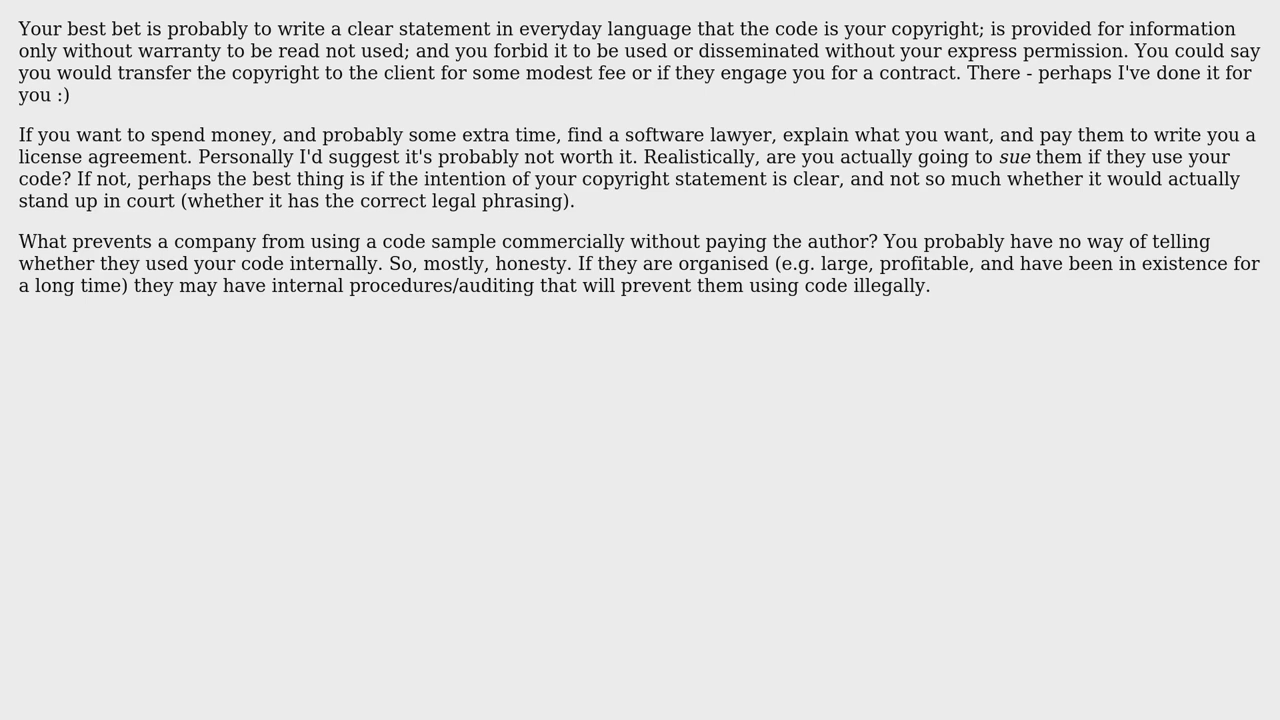 Your best bet is probably to write a clear statement in everyday language that the code is your copyright; is provided for information
only without warranty to be read not used; and you forbid it to be used or disseminated without your express permission. You could say
you would transfer the copyright to the client for some modest fee or if they engage you for a contract. There - perhaps I've done it for
you :)
If you want to spend money, and probably some extra time, find a software lawyer, explain what you want, and pay them to write you a
license agreement. Personally I'd suggest it's probably not worth it. Realistically, are you actually going to sue them if they use your
code? If not, perhaps the best thing is if the intention of your copyright statement is clear, and not so much whether it would actually
stand up in court (whether it has the correct legal phrasing).
What prevents a company from using a code sample commercially without paying the author? You probably have no way of telling
whether they used your code internally. So, mostly, honesty. If they are organised (e.g. large, profitable, and have been in existence for
a long time) they may have internal procedures/auditing that will prevent them using code illegally.